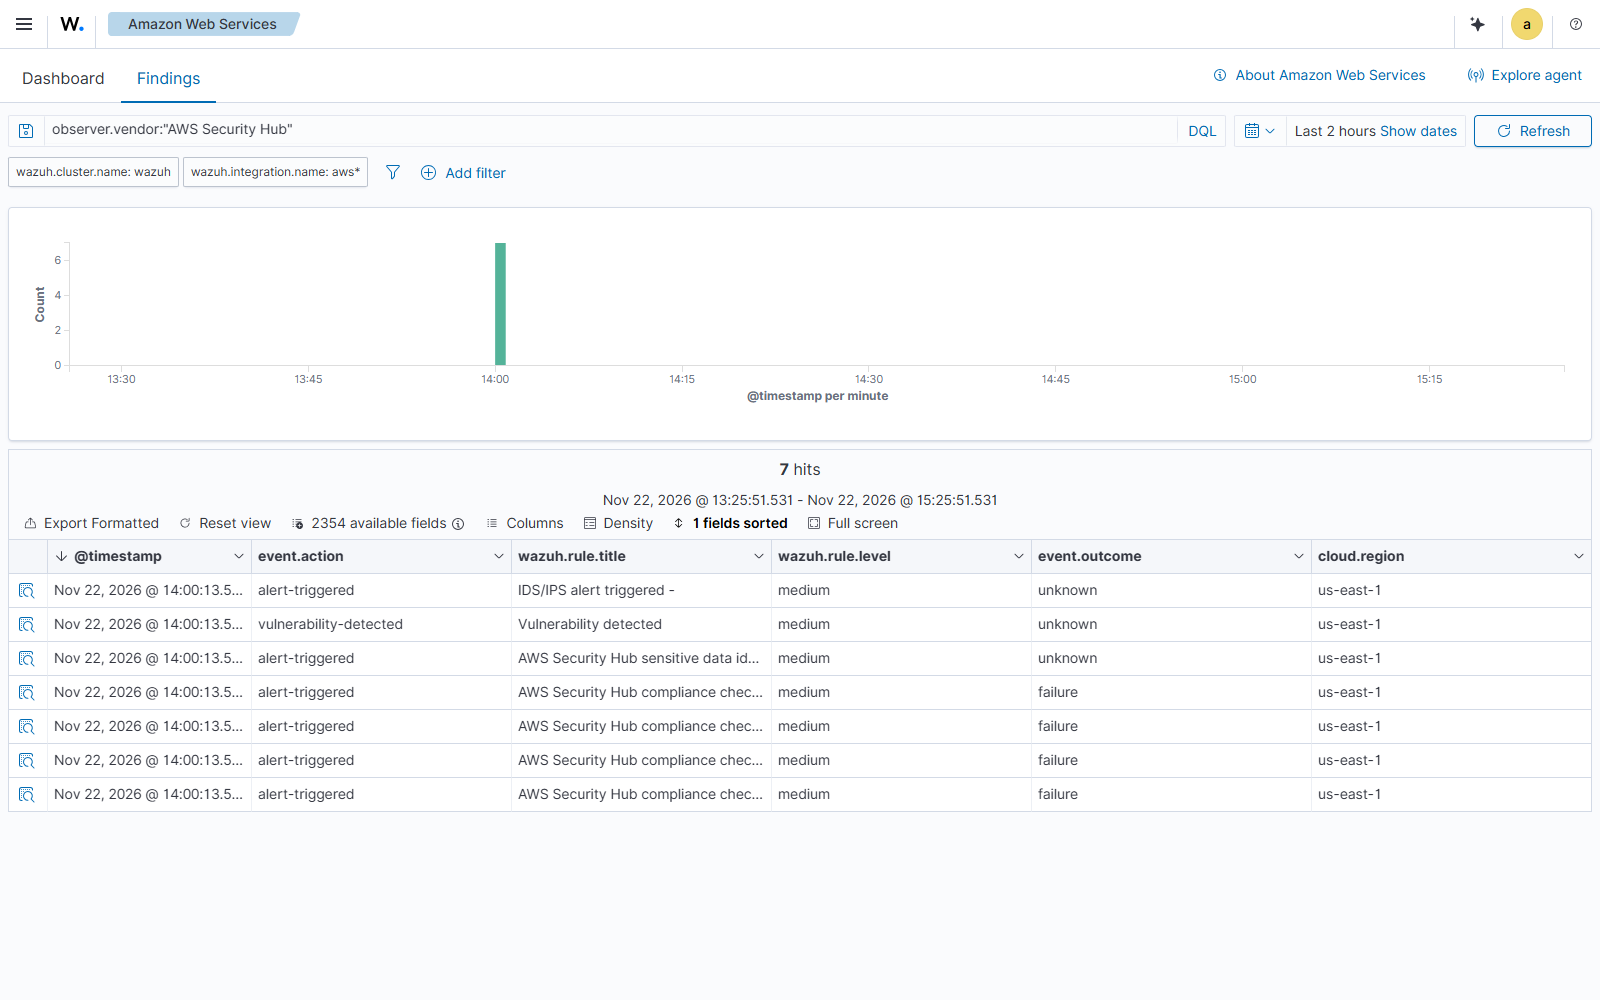 W.
Amazon Web Services
a
Dashboard
Findings
About Amazon Web Services
Explore agent
observer.vendor:"AWS Security Hub"
DQL
Last 2 hours Show dates
Refresh
wazuh.cluster.name: wazuh
wazuh.integration.name: aws*
Add filter
Count
6
4
2
0
13:30 13:45 14:00 14:15 14:30 14:45 15:00 15:15
@timestamp per minute
7 hits
Nov 22, 2026 @ 13:25:51.531 - Nov 22, 2026 @ 15:25:51.531
Export Formatted Reset view 2354 available fields Columns Density 1 fields sorted Full screen
@timestamp event.action wazuh.rule.title wazuh.rule.level event.outcome cloud.region
Nov 22, 2026 @ 14:00:13.5... alert-triggered IDS/IPS alert triggered - medium unknown us-east-1
Nov 22, 2026 @ 14:00:13.5... vulnerability-detected Vulnerability detected medium unknown us-east-1
Nov 22, 2026 @ 14:00:13.5... alert-triggered AWS Security Hub sensitive data id... medium unknown us-east-1
Nov 22, 2026 @ 14:00:13.5... alert-triggered AWS Security Hub compliance chec... medium failure us-east-1
Nov 22, 2026 @ 14:00:13.5... alert-triggered AWS Security Hub compliance chec... medium failure us-east-1
Nov 22, 2026 @ 14:00:13.5... alert-triggered AWS Security Hub compliance chec... medium failure us-east-1
Nov 22, 2026 @ 14:00:13.5... alert-triggered AWS Security Hub compliance chec... medium failure us-east-1